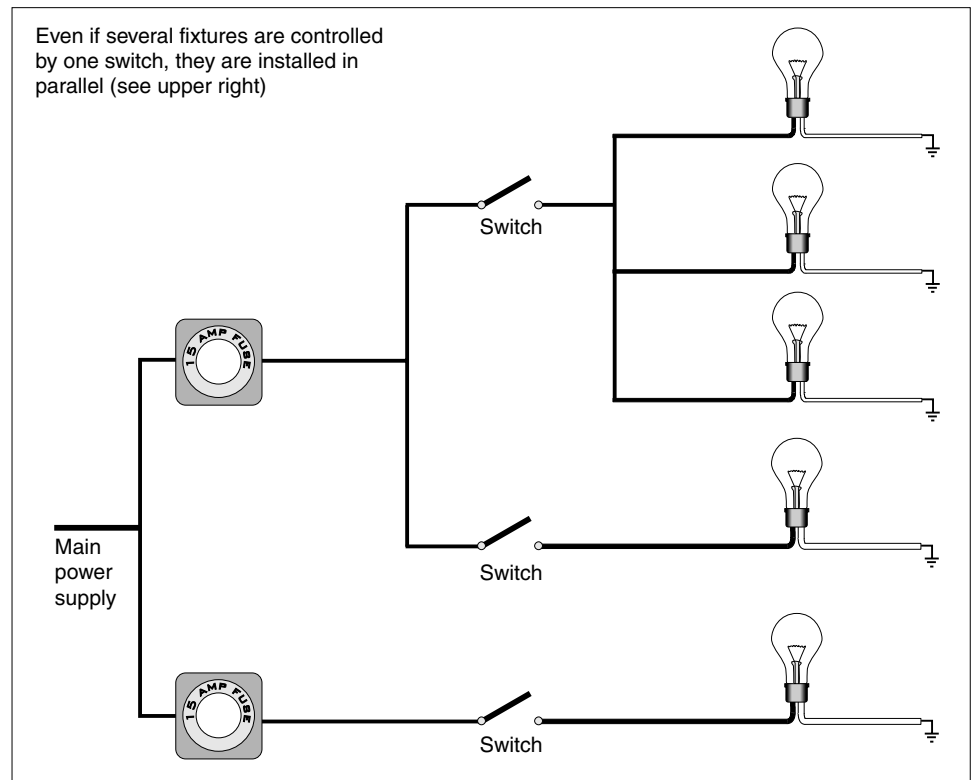 Even if several fixtures are controlled
by one switch, they are installed in
parallel (see upper right)
Switch
15 AMP FUSE
Switch
Main
power
supply
15 AMP FUSE
Switch